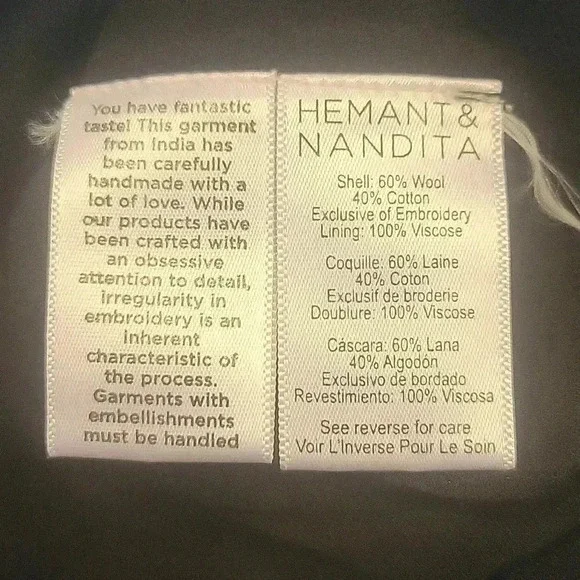 You have fantastic
taste! This garment
from India has
been carefully
handmade with a
lot of love. While
our products have
been crafted with
an obsessive
attention to detail,
irregularity in
embroidery is an
inherent
characteristic of
the process.
Garments with
embellishments
must be handled
HEMANT &
NANDITA
Shell: 60% Wool
40% Cotton
Exclusive of Embroidery
Lining: 100% Viscose
Coquille: 60% Laine
40% Coton
Exclusif de broderie
Doublure: 100% Viscose
Cáscara: 60% Lana
40% Algodón
Exclusivo de bordado
Revestimiento: 100% Viscosa
See reverse for care
Voir L'Inverse Pour Le Soin